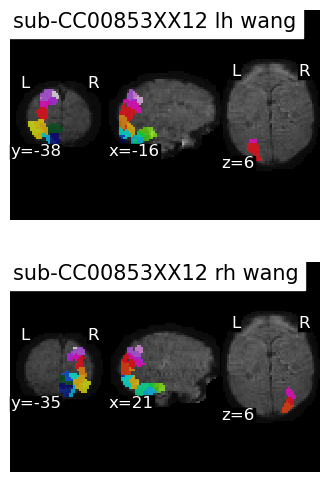 sub-CC00853XX12 lh wang
L R
L R
y=-38
x=-16
z=6
sub-CC00853XX12 rh wang
L R
L R
y=-35
x=21
z=6